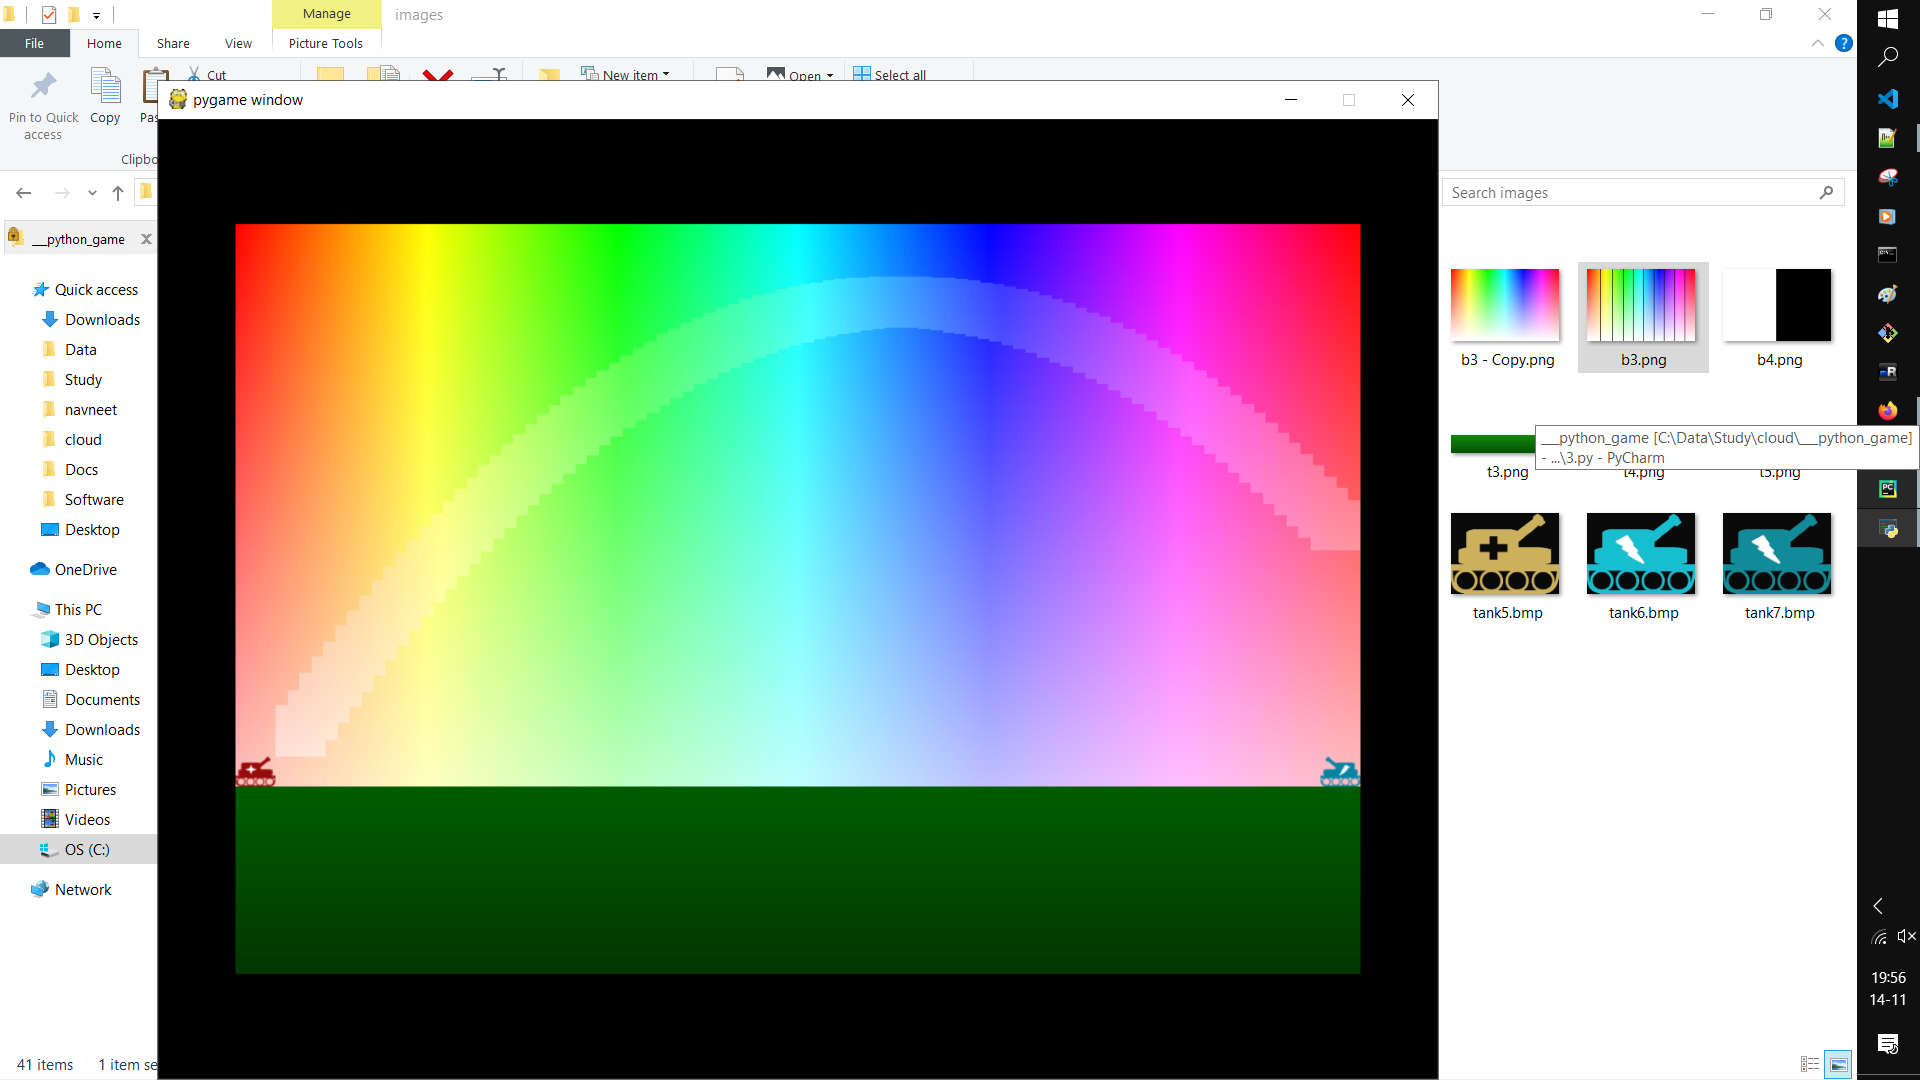 Manage
images
File
Home
Share
View
Picture Tools
Cut
New item
Open
Select all
Pin to Quick
access
Copy
Pas
Clipbo
pygame window
Search images
__python_game
Quick access
Downloads
Data
Study
navneet
cloud
Docs
Software
Desktop
OneDrive
This PC
3D Objects
Desktop
Documents
Downloads
Music
Pictures
Videos
OS (C:)
Network
b3 - Copy.png
b3.png
b4.png
__python_game [C:\Data\Study\cloud\__python_game]
- ...\3.py - PyCharm
t3.png
t4.png
t5.png
tank5.bmp
tank6.bmp
tank7.bmp
19:56
14-11
41 items
1 item se